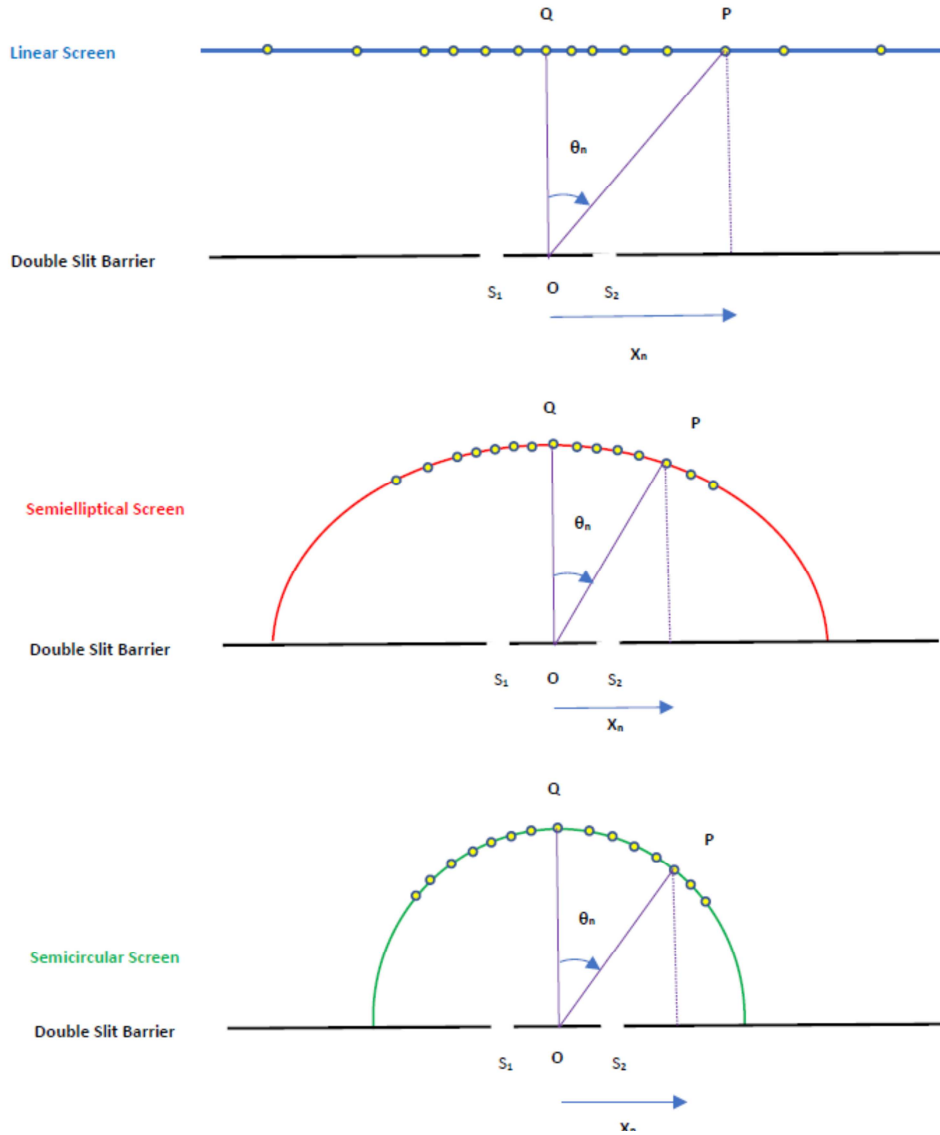 Q P
Linear Screen
θn
Double Slit Barrier
S1 O S2
Xn
Q P
Semielliptical Screen
θn
Double Slit Barrier
S1 O S2
Xn
Q
P
θn
Semicircular Screen
Double Slit Barrier
S1 O S2
Xn